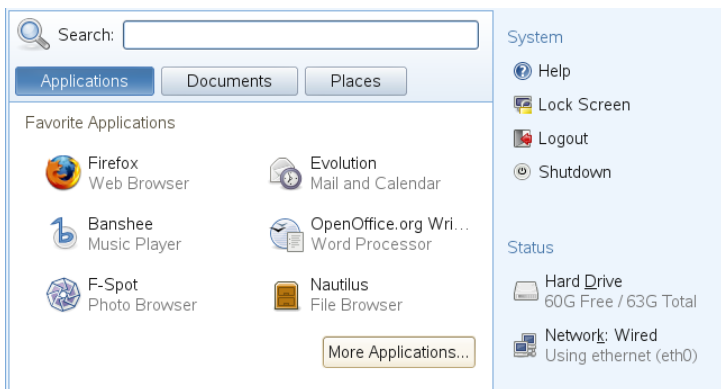 Search:
Applications
Documents
Places
Favorite Applications
Firefox
Web Browser
Evolution
Mail and Calendar
Banshee
Music Player
OpenOffice.org Wri...
Word Processor
F-Spot
Photo Browser
Nautilus
File Browser
More Applications...
System
Help
Lock Screen
Logout
Shutdown
Status
Hard Drive
60G Free / 63G Total
Network: Wired
Using ethernet (eth0)